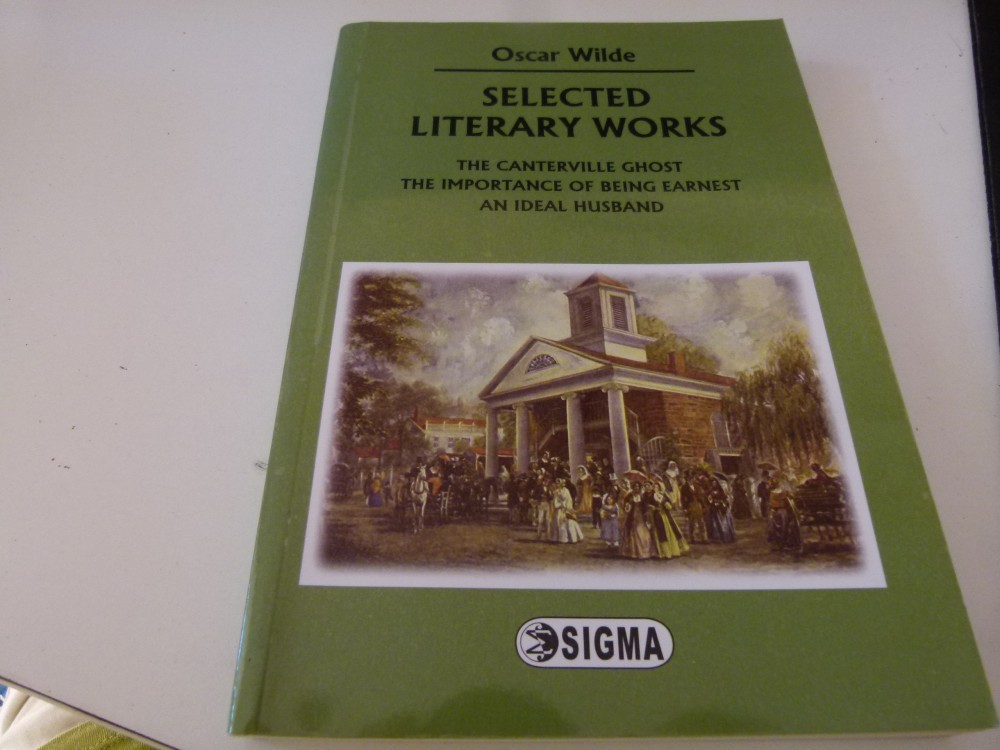 Oscar Wilde
SELECTED
LITERARY WORKS
THE CANTERVILLE GHOST
THE IMPORTANCE OF BEING EARNEST
AN IDEAL HUSBAND
SIGMA